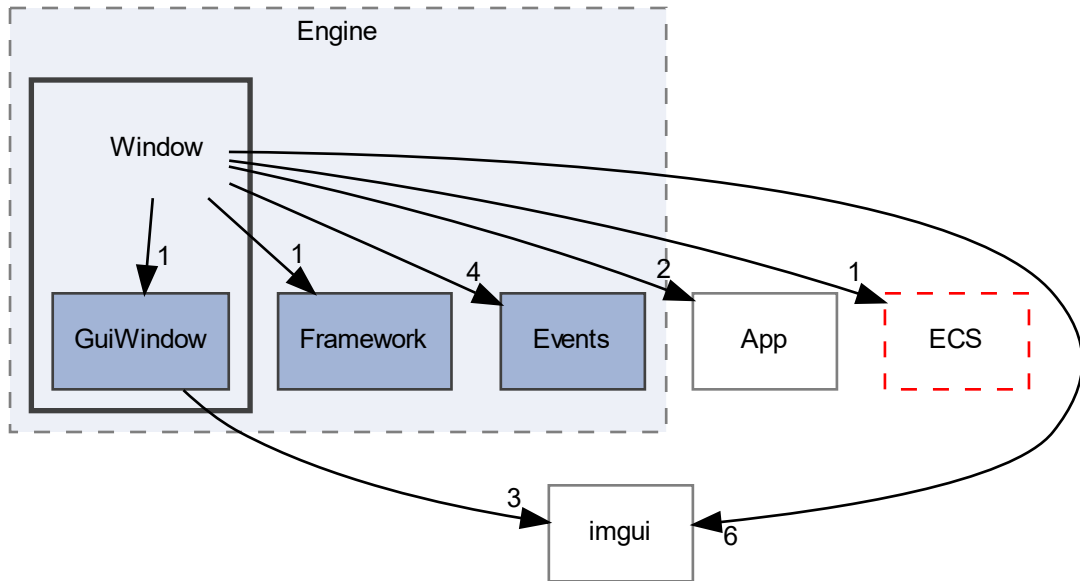 Engine
Window
1
1
4
2
1
GuiWindow
Framework
Events
App
ECS
3
6
imgui